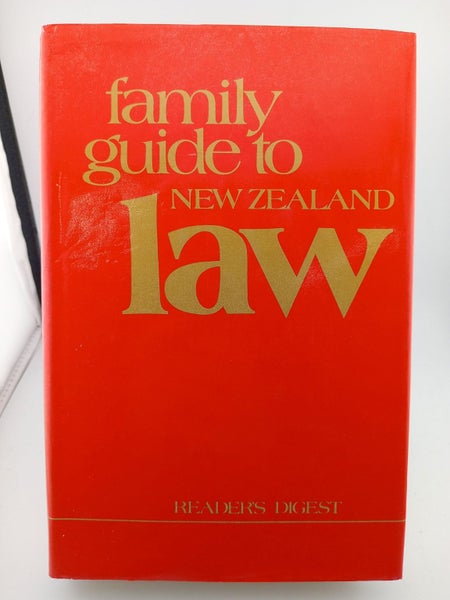 family
guide to
NEW ZEALAND
law
READER'S DIGEST